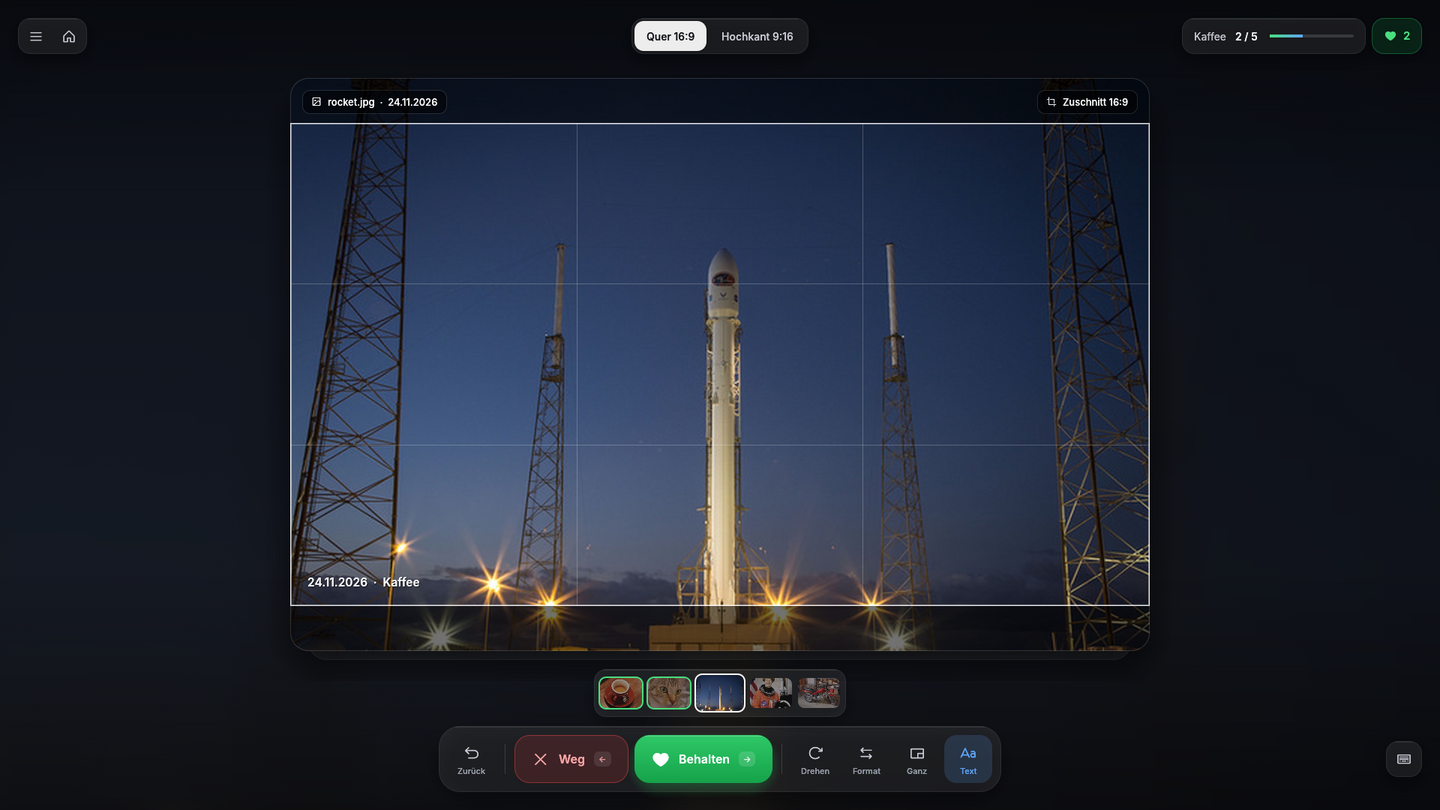 Quer 16:9
Hochkant 9:16
Kaffee 2 / 5
2
rocket.jpg · 24.11.2026
Zuschnitt 16:9
24.11.2026 · Kaffee
Zurück
Weg ←
Behalten →
Drehen
Format
Ganz
Aa
Text